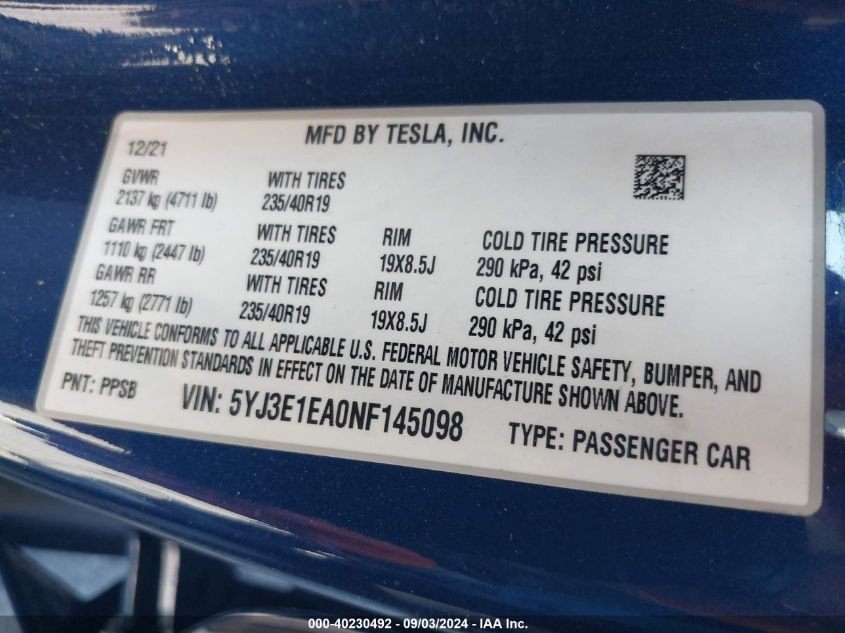 MFD BY TESLA, INC.
12/21
GVWR WITH TIRES
2137 kg (4711 lb) 235/40R19
GAWR FRT WITH TIRES RIM COLD TIRE PRESSURE
1110 kg (2447 lb) 235/40R19 19X8.5J 290 kPa, 42 psi
GAWR RR WITH TIRES RIM COLD TIRE PRESSURE
1257 kg (2771 lb) 235/40R19 19X8.5J 290 kPa, 42 psi
THIS VEHICLE CONFORMS TO ALL APPLICABLE U.S. FEDERAL MOTOR VEHICLE SAFETY, BUMPER, AND
THEFT PREVENTION STANDARDS IN EFFECT ON THE DATE OF MANUFACTURE SHOWN ABOVE.
PNT: PPSB VIN: 5YJ3E1EA0NF145098 TYPE: PASSENGER CAR
000-40230492 - 09/03/2024 - IAA Inc.